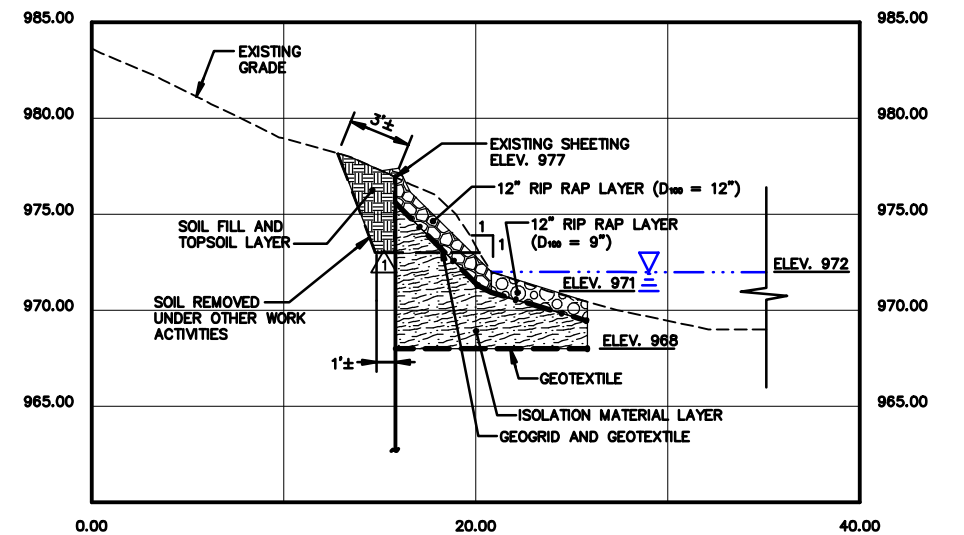 985.00
985.00
EXISTING
GRADE
980.00
980.00
3'±
EXISTING SHEETING
ELEV. 977
12" RIP RAP LAYER (D₁₀₀ = 12")
975.00
975.00
SOIL FILL AND
TOPSOIL LAYER
1
1
12" RIP RAP LAYER
(D₁₀₀ = 9")
ELEV. 972
1
ELEV. 971
SOIL REMOVED
UNDER OTHER WORK
ACTIVITIES
970.00
970.00
ELEV. 968
1'±
GEOTEXTILE
965.00
965.00
ISOLATION MATERIAL LAYER
GEOGRID AND GEOTEXTILE
0.00
20.00
40.00